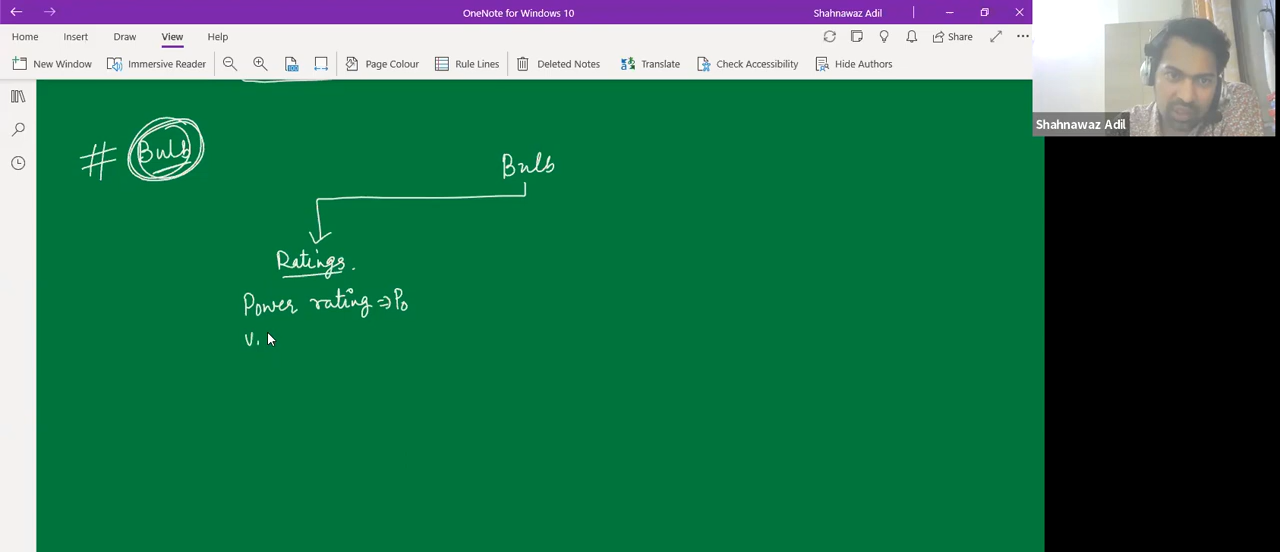 OneNote for Windows 10
Shahnawaz Adil
Home Insert Draw View Help
Share
New Window Immersive Reader Page Colour Rule Lines Deleted Notes Translate Check Accessibility Hide Authors
Shahnawaz Adil
# Bulb
Bulb
Ratings.
Power rating ⇒ P₀
V.